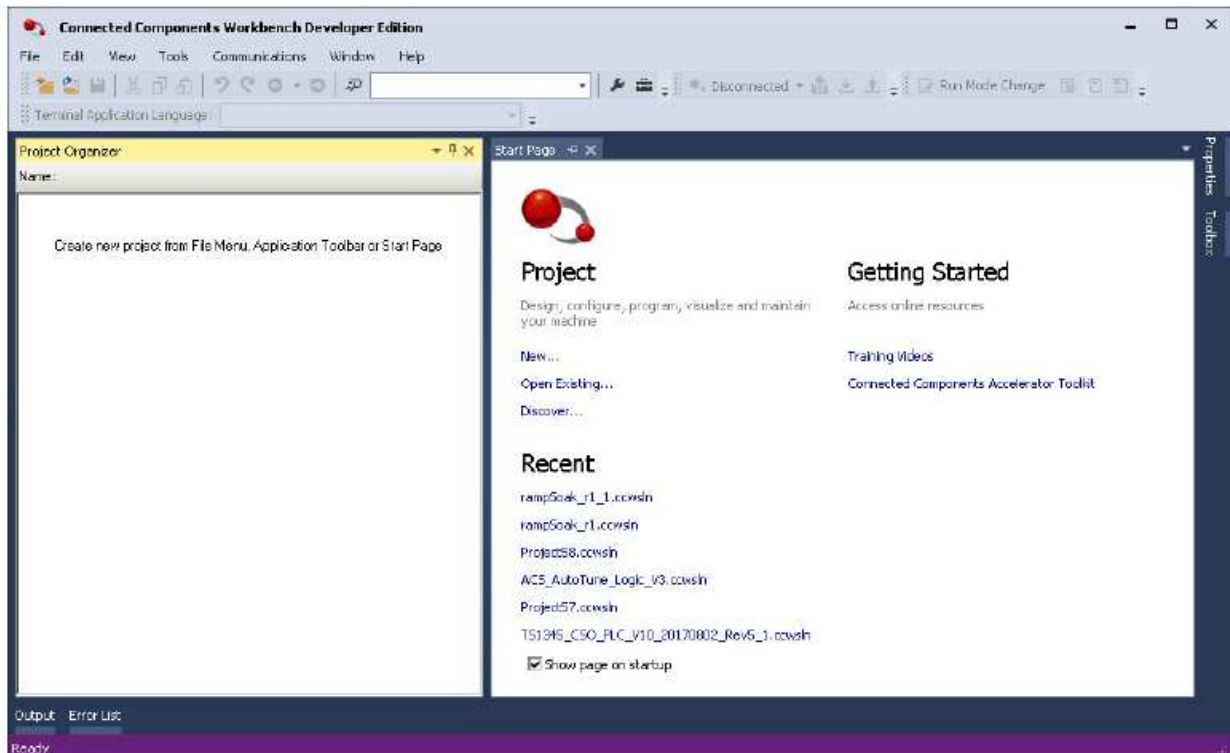 Connected Components Workbench Developer Edition
File Edit View Tools Communications Window Help
Disconnected Run Mode Change
Terminal Application Language:
Project Organizer
Name:
Create new project from File Menu, Application Toolbar or Start Page
Start Page
Project
Design, configure, program, visualize and maintain
your machine
New...
Open Existing...
Discover...
Getting Started
Access online resources
Training Videos
Connected Components Accelerator Toolkit
Recent
rampSoak_r1_1.ccwsln
rampSoak_r1.ccwsln
Project58.ccwsln
ACS_AutoTune_Logic_V3.ccwsln
Project57.ccwsln
TS1345_CSO_PLC_V10_20170802_Rev5_1.ccwsln
Show page on startup
Properties
Toolbox
Output Error List
Ready